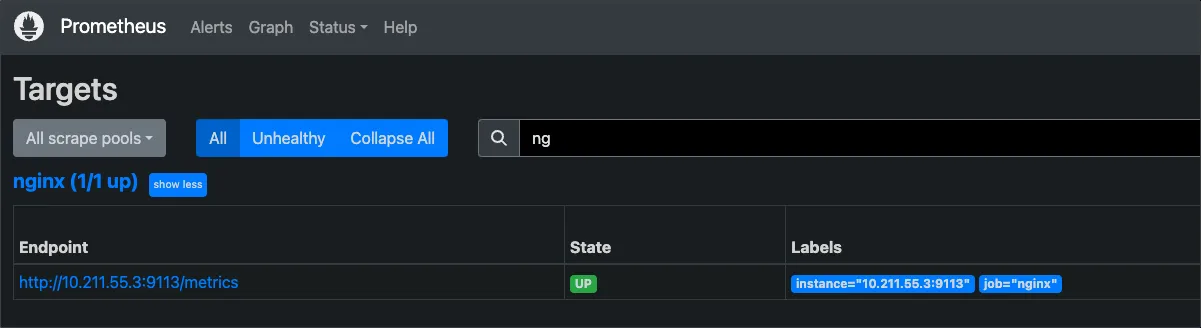 Prometheus Alerts Graph Status Help
Targets
All scrape pools All Unhealthy Collapse All ng
nginx (1/1 up) show less
Endpoint State Labels
http://10.211.55.3:9113/metrics UP instance="10.211.55.3:9113" job="nginx"